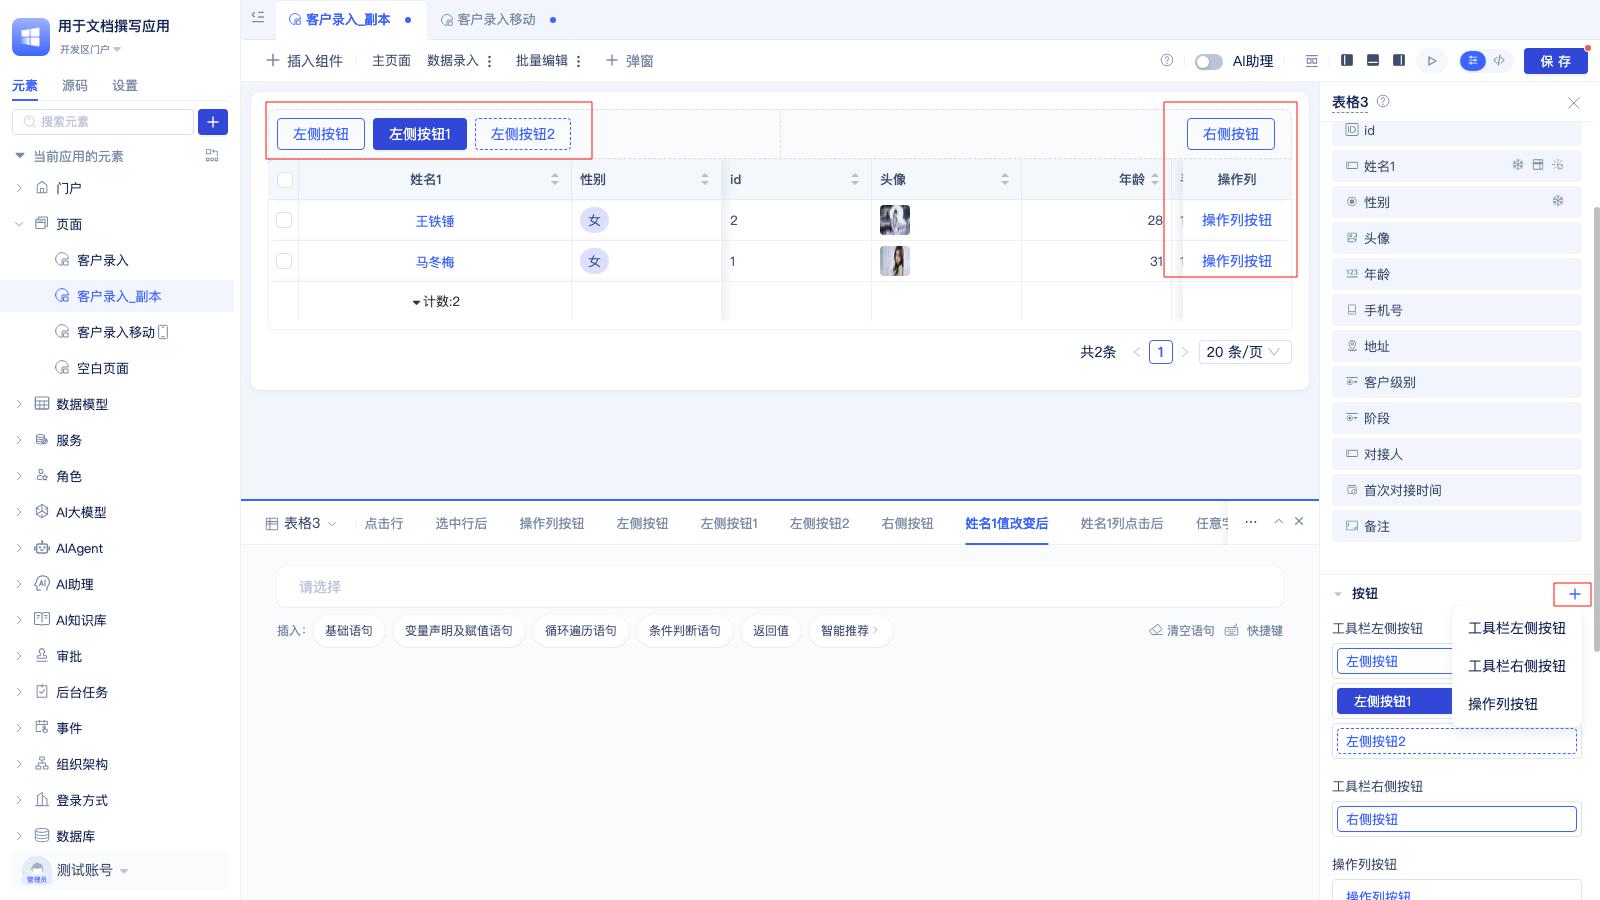 用于文档撰写应用
开发区门户
元素 源码 设置
搜索元素
当前应用的元素
门户
页面
客户录入
客户录入_副本
客户录入移动
空白页面
数据模型
服务
角色
AI大模型
AIAgent
AI助理
AI知识库
审批
后台任务
事件
组织架构
登录方式
数据库
测试账号
管理员
客户录入_副本 客户录入移动
插入组件 主页面 数据录入 批量编辑 弹窗 AI助理 保 存
左侧按钮 左侧按钮1 左侧按钮2 右侧按钮
姓名1 性别 id 头像 年龄 操作列
王铁锤 女 2 28 1 操作列按钮
马冬梅 女 1 31 1 操作列按钮
计数:2
共2条 1 20 条/页
表格3 点击行 选中行后 操作列按钮 左侧按钮 左侧按钮1 左侧按钮2 右侧按钮 姓名1值改变后 姓名1列点击后 任意字
请选择
插入: 基础语句 变量声明及赋值语句 循环遍历语句 条件判断语句 返回值 智能推荐 清空语句 快捷键
表格3
id
姓名1
性别
头像
年龄
手机号
地址
客户级别
阶段
对接人
首次对接时间
备注
按钮
工具栏左侧按钮
左侧按钮
左侧按钮1
左侧按钮2
工具栏左侧按钮
工具栏右侧按钮
操作列按钮
工具栏右侧按钮
右侧按钮
操作列按钮
操作列按钮